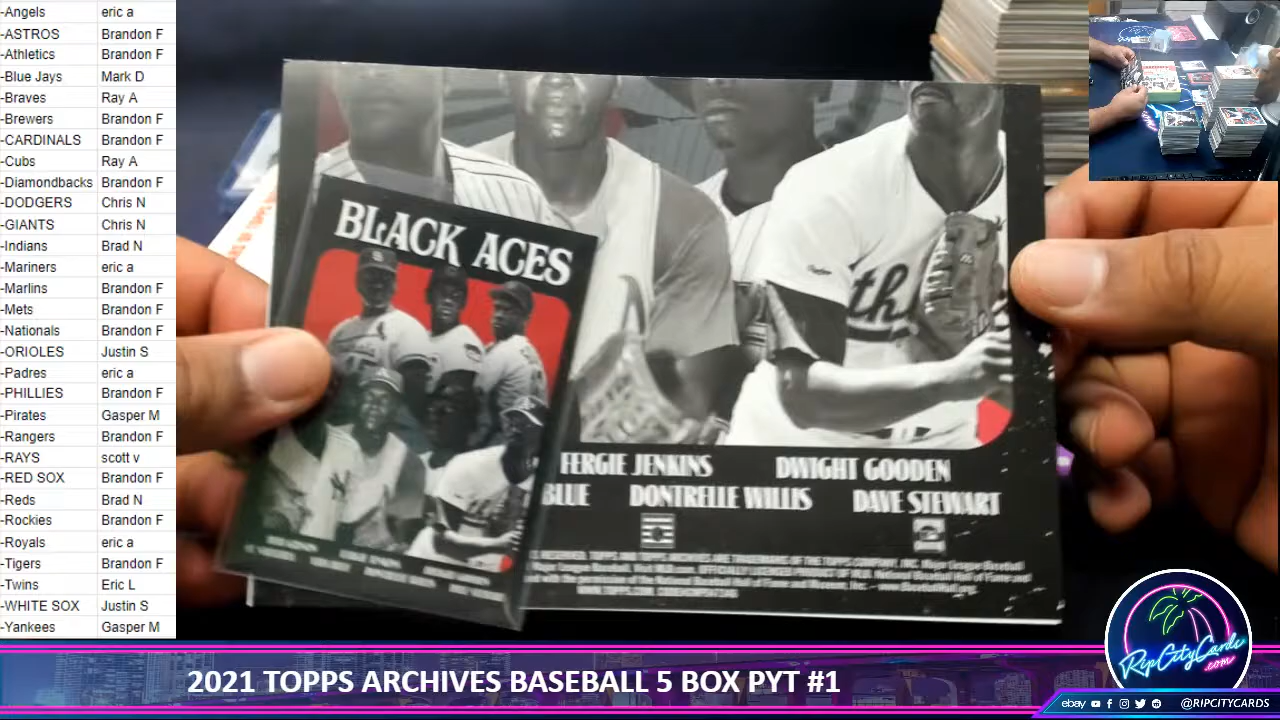 -Angels eric a
-ASTROS Brandon F
-Athletics Brandon F
-Blue Jays Mark D
-Braves Ray A
-Brewers Brandon F
-CARDINALS Brandon F
-Cubs Ray A
-Diamondbacks Brandon F
-DODGERS Chris N
-GIANTS Chris N
-Indians Brad N
-Mariners eric a
-Marlins Brandon F
-Mets Brandon F
-Nationals Brandon F
-ORIOLES Justin S
-Padres eric a
-PHILLIES Brandon F
-Pirates Gasper M
-Rangers Brandon F
-RAYS scott v
-RED SOX Brandon F
-Reds Brad N
-Rockies Brandon F
-Royals eric a
-Tigers Brandon F
-Twins Eric L
-WHITE SOX Justin S
-Yankees Gasper M
BLACK ACES
FERGIE JENKINS DWIGHT GOODEN
BLUE DONTRELLE WILLIS DAVE STEWART
2021 TOPPS ARCHIVES BASEBALL 5 BOX PYT #1
RipCityCards
.com
ebay @RIPCITYCARDS